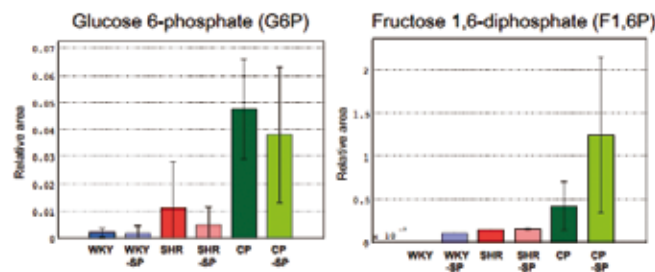 Glucose 6-phosphate (G6P)
Relative area
0.07
0.06
0.05
0.04
0.03
0.02
0.01
0
WKY
WKY
-SP
SHR
SHR
-SP
CP
CP
-SP
Fructose 1,6-diphosphate (F1,6P)
Relative area
2
1.5
1
0.5
0
WKY
WKY
-SP
SHR
SHR
-SP
CP
CP
-SP